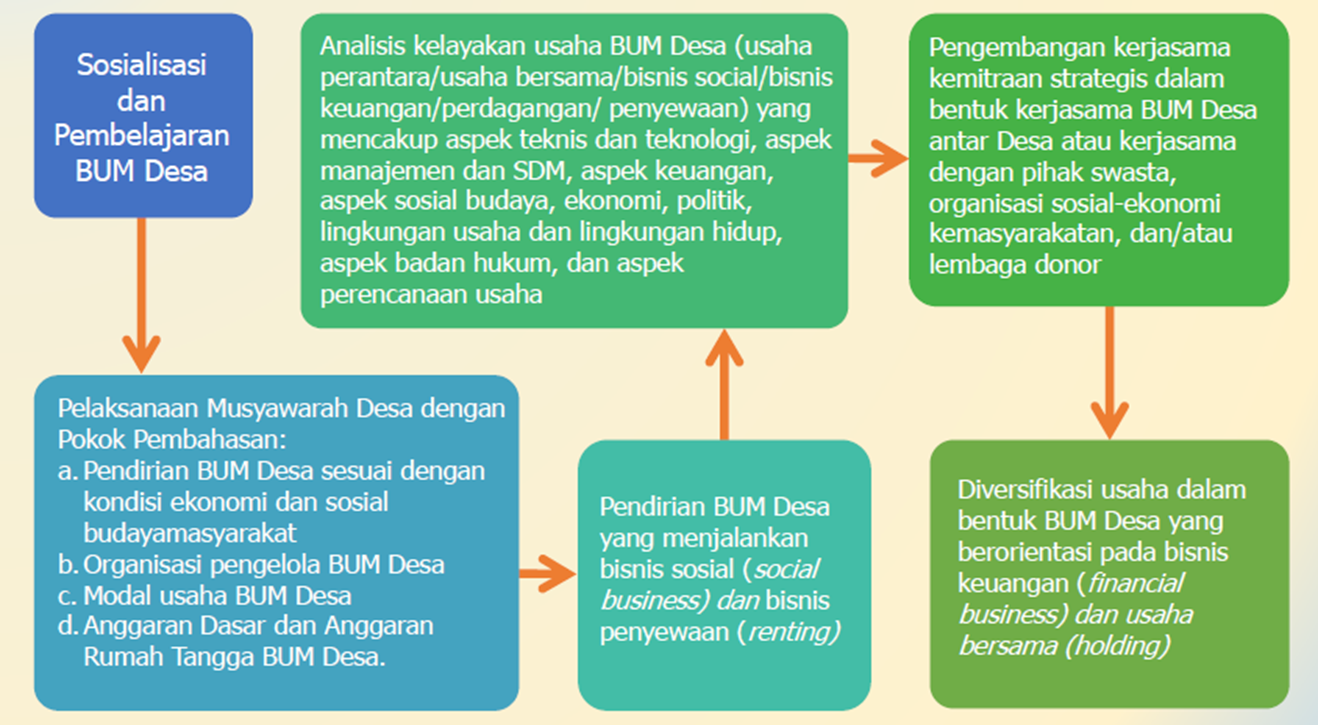 Sosialisasi
dan
Pembelajaran
BUM Desa
Pelaksanaan Musyawarah Desa dengan
Pokok Pembahasan:
a. Pendirian BUM Desa sesuai dengan
kondisi ekonomi dan sosial
budayamasyarakat
b. Organisasi pengelola BUM Desa
c. Modal usaha BUM Desa
d. Anggaran Dasar dan Anggaran
Rumah Tangga BUM Desa.
Pendirian BUM Desa
yang menjalankan
bisnis sosial (social
business) dan bisnis
penyewaan (renting)
Analisis kelayakan usaha BUM Desa (usaha
perantara/usaha bersama/bisnis social/bisnis
keuangan/perdagangan/ penyewaan) yang
mencakup aspek teknis dan teknologi, aspek
manajemen dan SDM, aspek keuangan,
aspek sosial budaya, ekonomi, politik,
lingkungan usaha dan lingkungan hidup,
aspek badan hukum, dan aspek
perencanaan usaha
Pengembangan kerjasama
kemitraan strategis dalam
bentuk kerjasama BUM Desa
antar Desa atau kerjasama
dengan pihak swasta,
organisasi sosial-ekonomi
kemasyarakatan, dan/atau
lembaga donor
Diversifikasi usaha dalam
bentuk BUM Desa yang
berorientasi pada bisnis
keuangan (financial
business) dan usaha
bersama (holding)